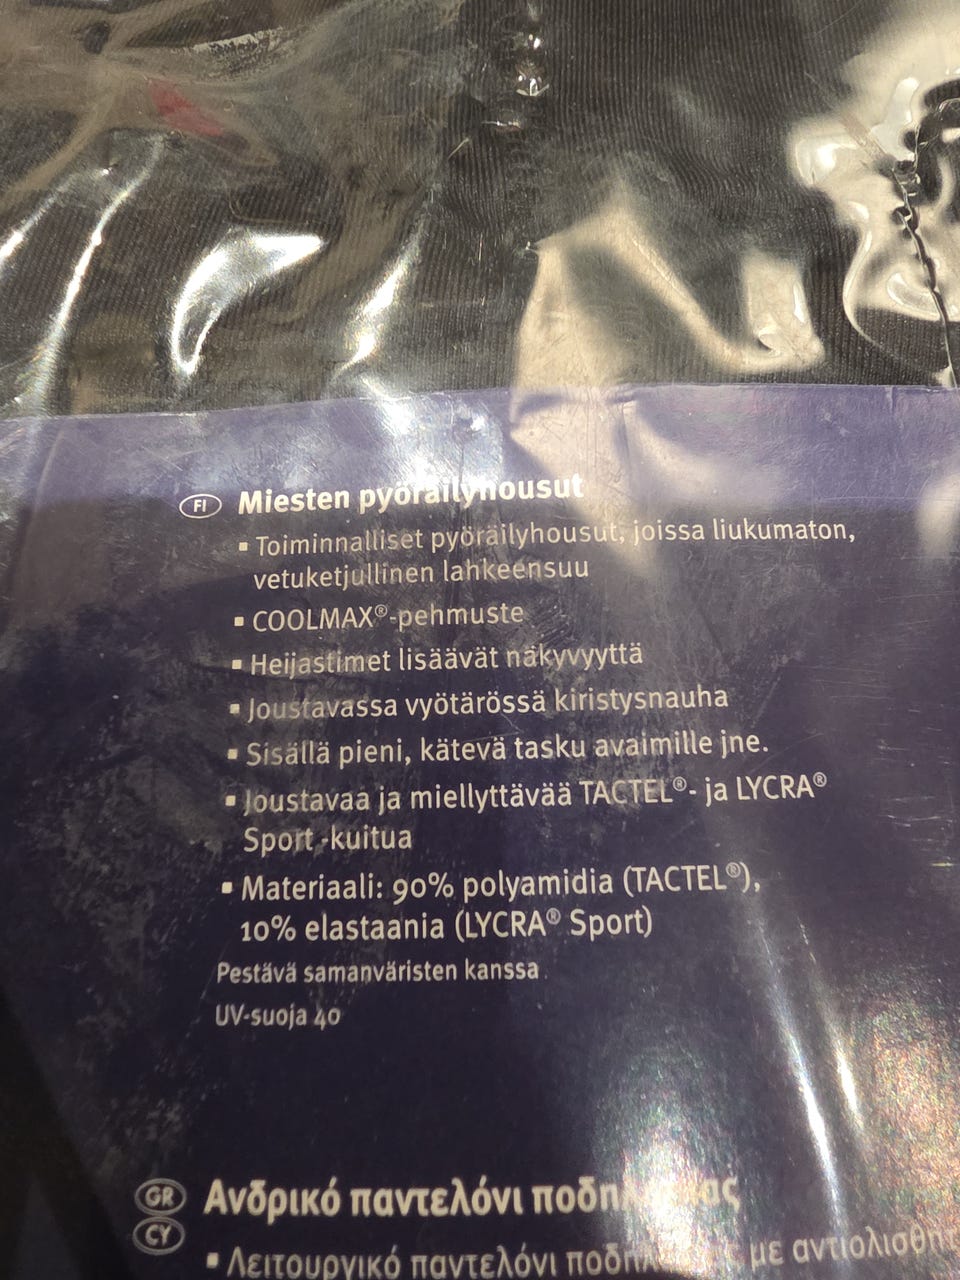 FI Miesten pyöräilyhousut
▪ Toiminnalliset pyöräilyhousut, joissa liukumaton,
vetuketjullinen lahkeensuu
▪ COOLMAX®-pehmuste
▪ Heijastimet lisäävät näkyvyyttä
▪ Joustavassa vyötärössä kiristysnauha
▪ Sisällä pieni, kätevä tasku avaimille jne.
▪ Joustavaa ja miellyttävää TACTEL®- ja LYCRA®
Sport -kuitua
▪ Materiaali: 90% polyamidia (TACTEL®),
10% elastaania (LYCRA® Sport)
Pestävä samanväristen kanssa
UV-suoja 40
GR Ανδρικό παντελόνι
CY
▪ Λειτουργικό παντελόνι με